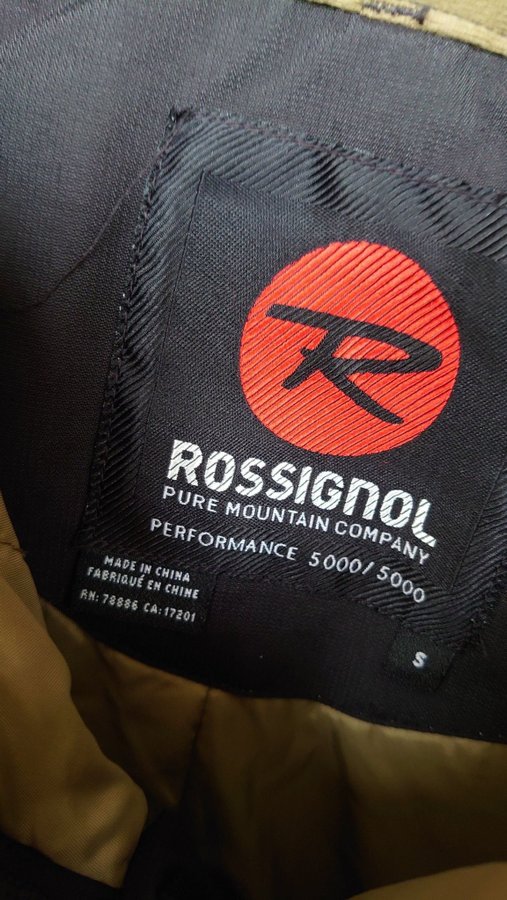 R
ROSSIGNOL
PURE MOUNTAIN COMPANY
PERFORMANCE 5000/5000
MADE IN CHINA
FABRIQUÉ EN CHINE
RN: 78886 CA: 17201
S